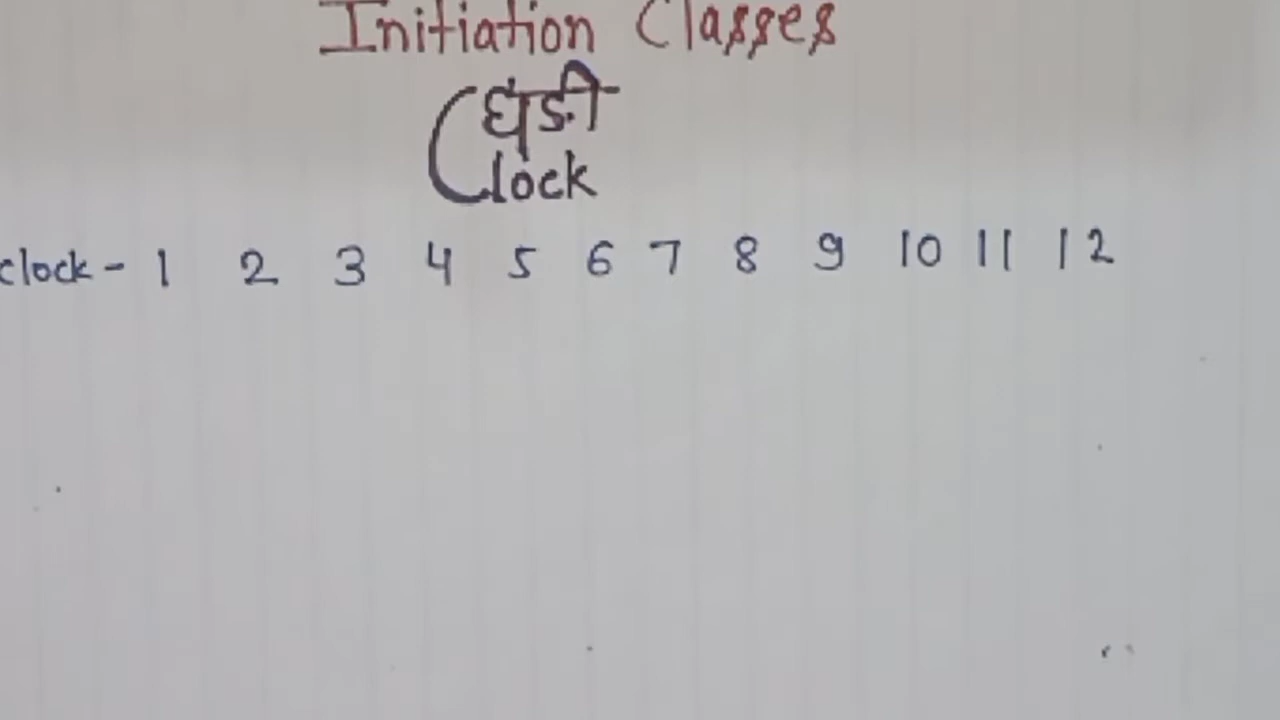 Initiation Classes
घड़ी
Clock
clock - 1 2 3 4 5 6 7 8 9 10 11 12